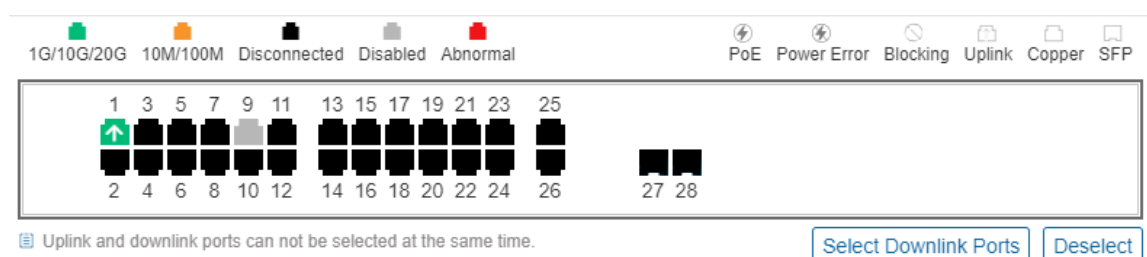 1G/10G/20G 10M/100M Disconnected Disabled Abnormal PoE Power Error Blocking Uplink Copper SFP
1 3 5 7 9 11 13 15 17 19 21 23 25
2 4 6 8 10 12 14 16 18 20 22 24 26 27 28
Uplink and downlink ports can not be selected at the same time. Select Downlink Ports Deselect